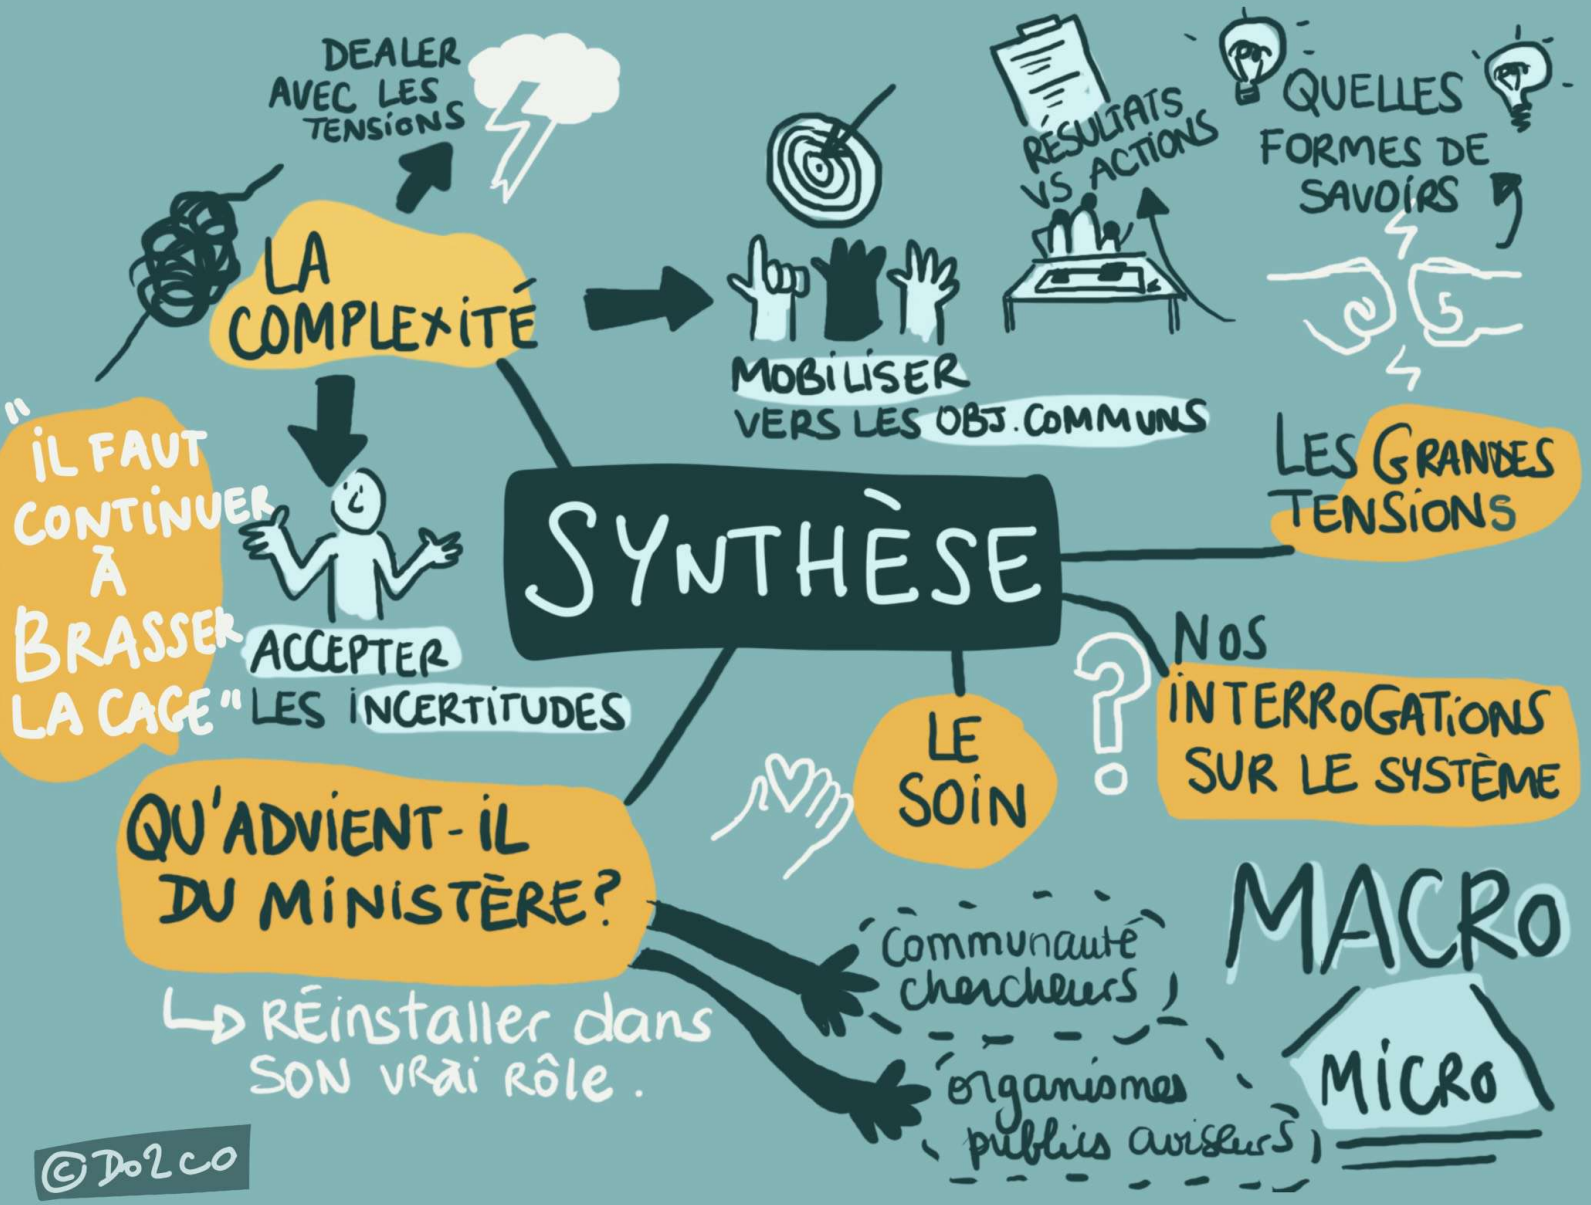 DEALER
AVEC LES
TENSIONS
LA
COMPLEXITÉ
RÉSULTATS
VS ACTIONS
QUELLES
FORMES DE
SAVOIRS
MOBILISER
VERS LES OBJ. COMMUNS
"IL FAUT
CONTINUER
À
BRASSER
LA CAGE"
ACCEPTER
LES INCERTITUDES
SYNTHÈSE
LES GRANDES
TENSIONS
NOS
INTERROGATIONS
SUR LE SYSTÈME
?
LE
SOIN
QU'ADVIENT-IL
DU MINISTÈRE?
RÉinstaller dans
SON VRAI RÔLE.
Communauté
chercheurs
organismes
publics aviseurs
MACRO
MICRO
©Do2co